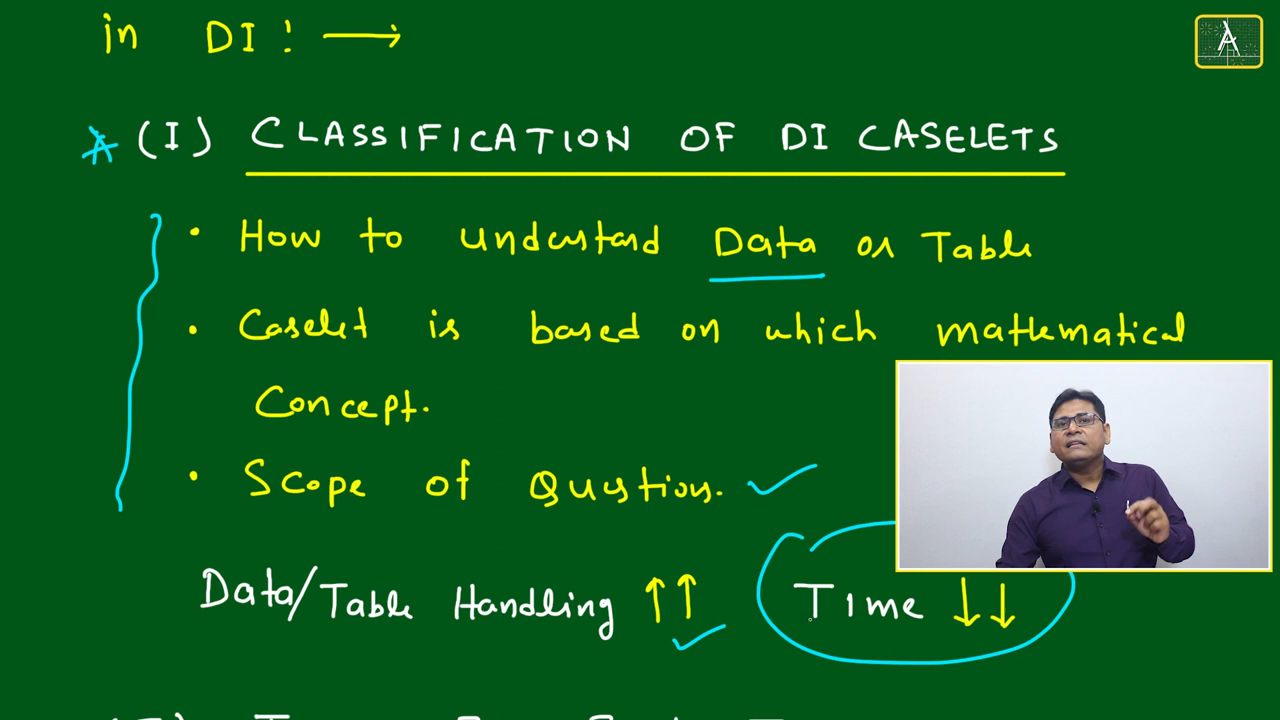 in DI! →
A
* (I) CLASSIFICATION OF DI CASELETS
• How to understand Data or Table
• Caselet is based on which mathematical
Concept.
• Scope of Question. ✓
Data/Table Handling ↑↑ Time ↓↓